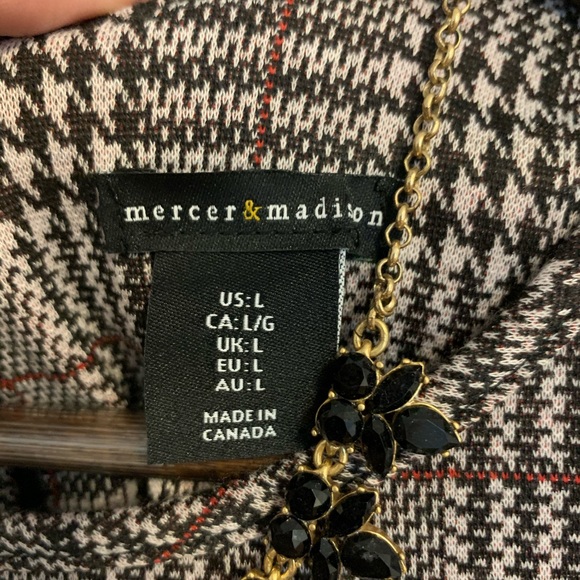 mercer&madison
US:L
CA:L/G
UK:L
EU:L
AU:L
MADE IN
CANADA